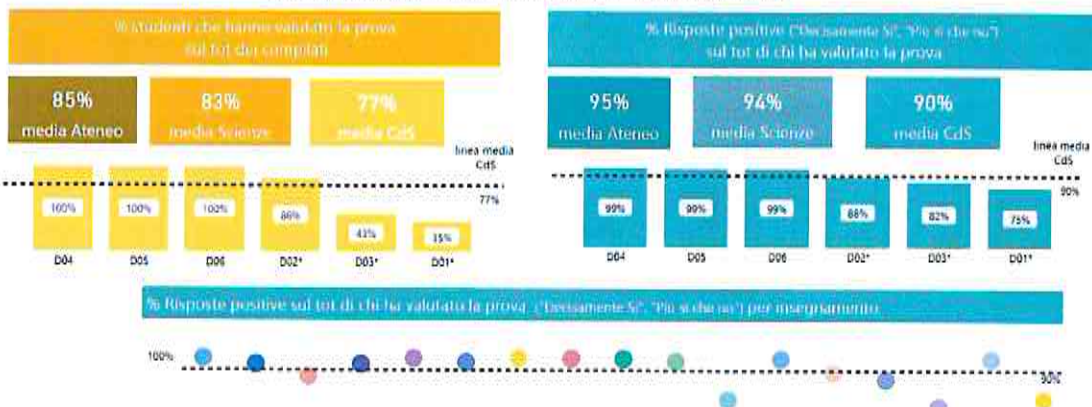 % studenti che hanno valutato la prova
sul tot dei compilati
85%
media Ateneo
83%
media Scienze
77%
media CdS
linea media
CdS
77%
100%
100%
100%
86%
43%
35%
D04
D05
D06
D02*
D03*
D01*
% Risposte positive ("Decisamente Sì", "Più sì che no")
sul tot di chi ha valutato la prova
95%
media Ateneo
94%
media Scienze
90%
media CdS
linea media
CdS
90%
99%
99%
99%
88%
82%
75%
D04
D05
D06
D02*
D03*
D01*
% Risposte positive sul tot di chi ha valutato la prova ("Decisamente Sì", "Più sì che no") per insegnamento
100%
90%